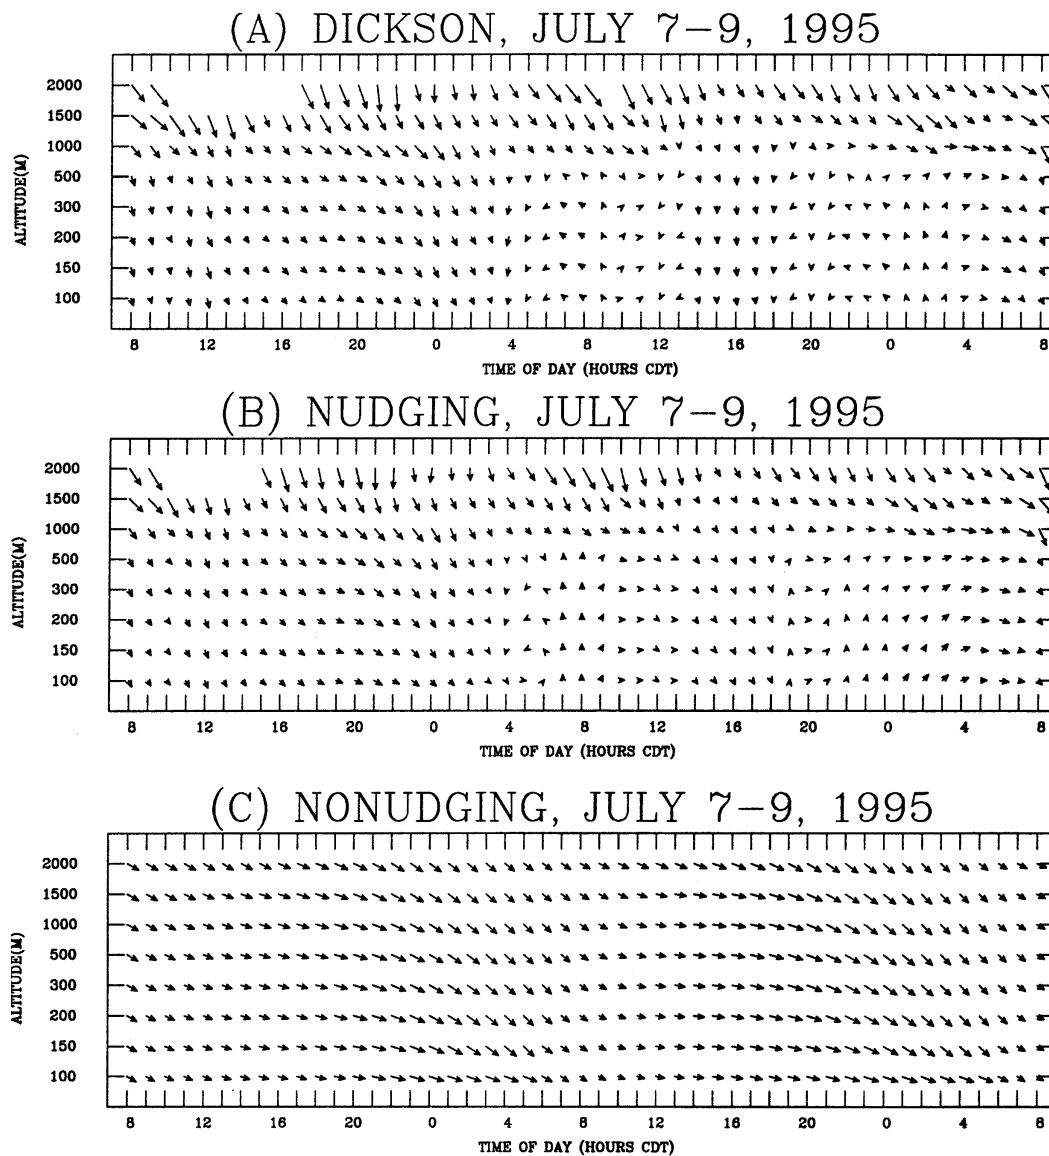 (A) DICKSON, JULY 7-9, 1995
2000
1500
1000
500
300
200
150
100
ALTITUDE(M)
8 12 16 20 0 4 8 12 16 20 0 4 8
TIME OF DAY (HOURS CDT)
(B) NUDGING, JULY 7-9, 1995
2000
1500
1000
500
300
200
150
100
ALTITUDE(M)
8 12 16 20 0 4 8 12 16 20 0 4 8
TIME OF DAY (HOURS CDT)
(C) NONUDGING, JULY 7-9, 1995
2000
1500
1000
500
300
200
150
100
ALTITUDE(M)
8 12 16 20 0 4 8 12 16 20 0 4 8
TIME OF DAY (HOURS CDT)